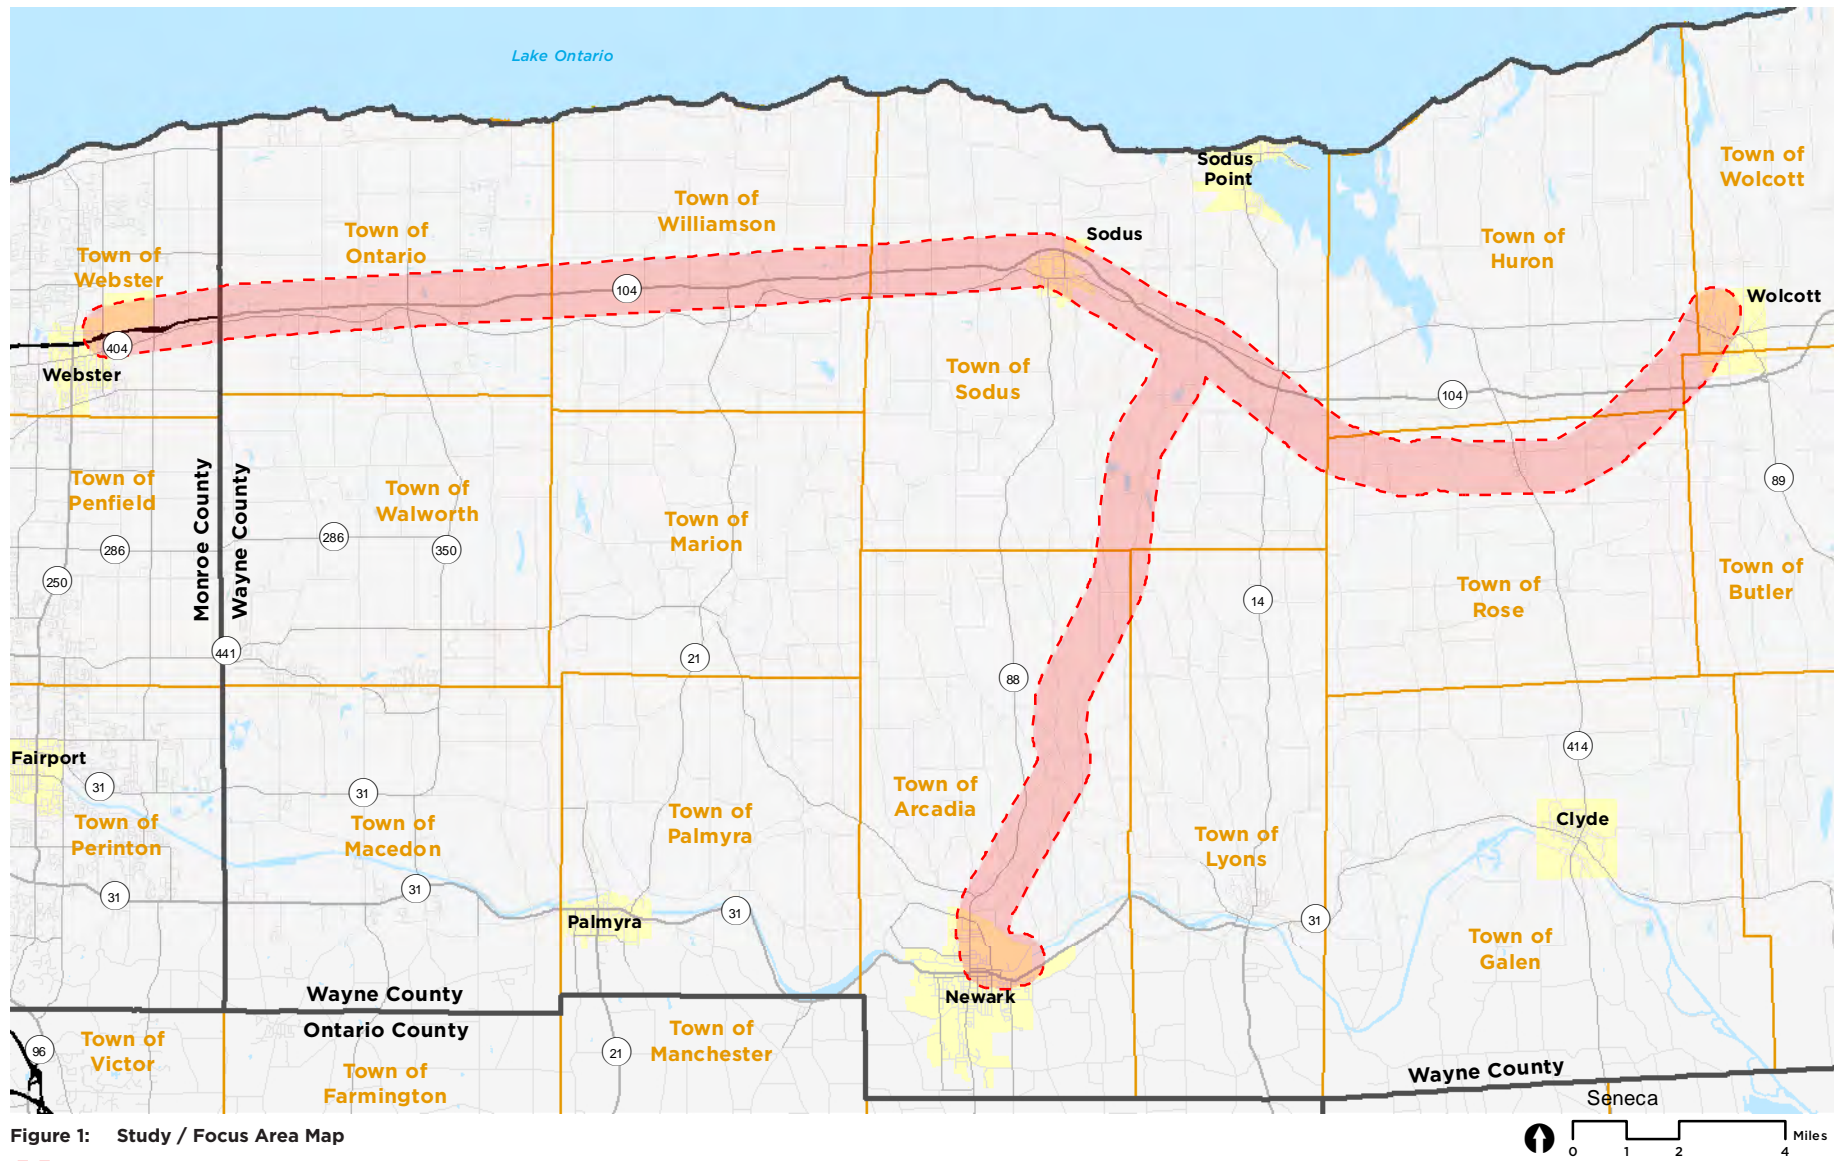 Lake Ontario
Sodus
Point
Town of
Wolcott
Town of
Williamson
Town of
Ontario
Town of
Webster
Sodus
Town of
Huron
Wolcott
104
404
Webster
Town of
Sodus
104
Town of
Penfield
Monroe County
Wayne County
Town of
Walworth
Town of
Marion
89
286
286
350
250
Town of
Rose
Town of
Butler
14
441
21
88
414
Fairport
31
31
Town of
Perinton
Town of
Macedon
Town of
Palmyra
Town of
Arcadia
Town of
Lyons
Clyde
31
31
Palmyra
31
31
Town of
Galen
Wayne County
Ontario County
Newark
Town of
Victor
96
Town of
Farmington
21
Town of
Manchester
Wayne County
Seneca
Figure 1: Study / Focus Area Map
0 1 2 4 Miles